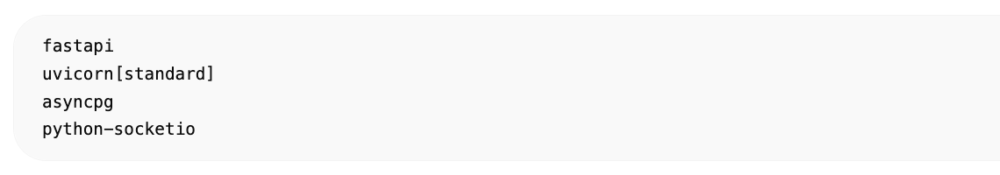 fastapi
uvicorn[standard]
asyncpg
python-socketio